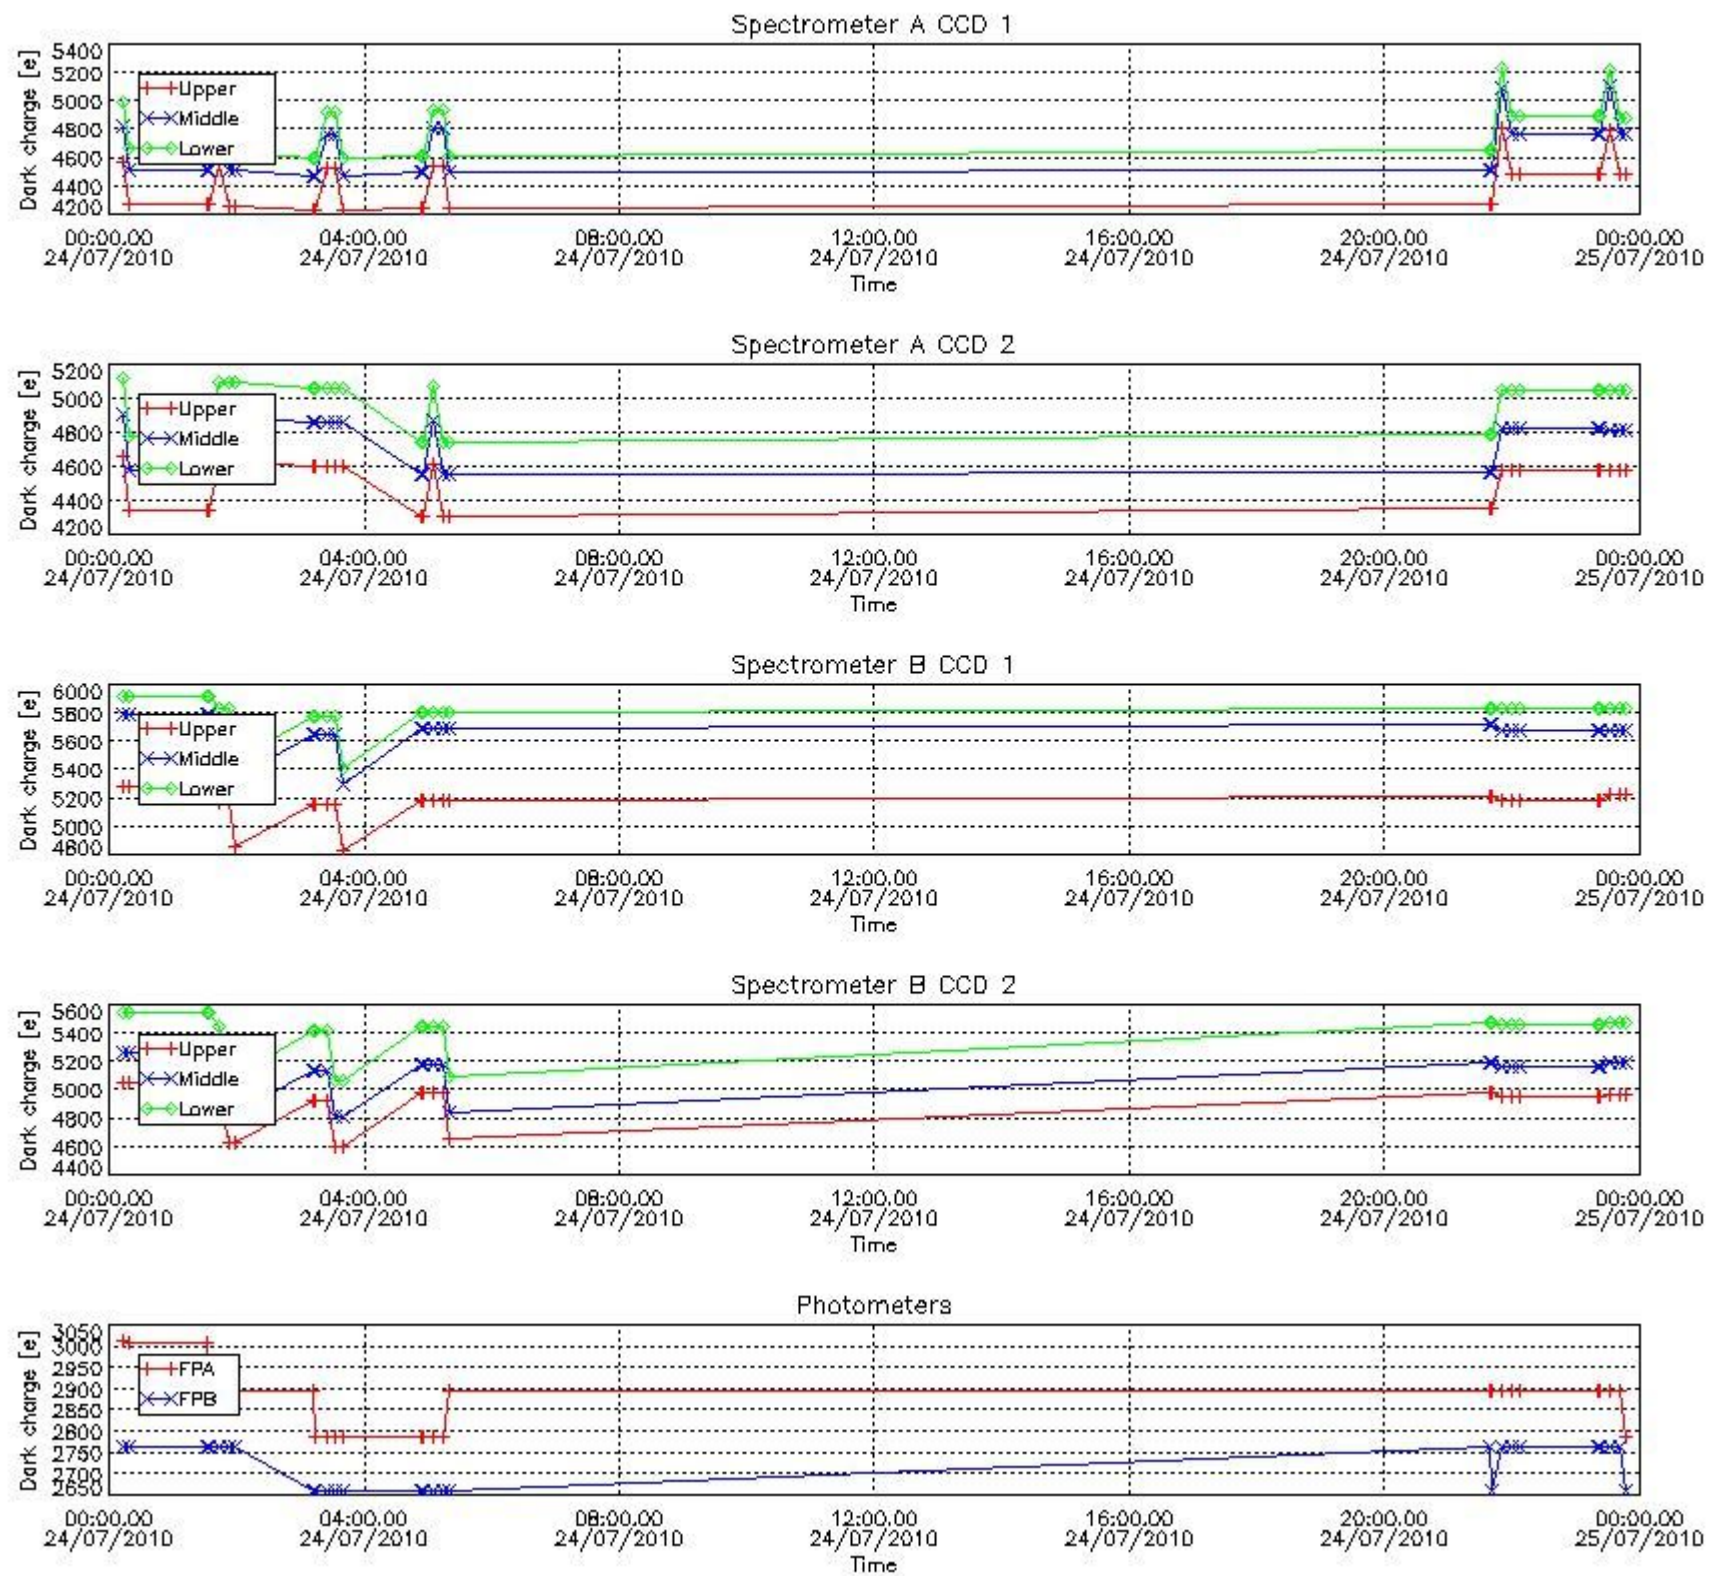 Spectrometer A CCD 1
Dark charge [e]
5400
5200
5000
4800
4600
4400
4200
Upper
Middle
Lower
00:00.00 04:00.00 08:00.00 12:00.00 16:00.00 20:00.00 00:00.00
24/07/2010 24/07/2010 24/07/2010 24/07/2010 24/07/2010 24/07/2010 25/07/2010
Time
Spectrometer A CCD 2
Dark charge [e]
5200
5000
4800
4600
4400
4200
Upper
Middle
Lower
00:00.00 04:00.00 08:00.00 12:00.00 16:00.00 20:00.00 00:00.00
24/07/2010 24/07/2010 24/07/2010 24/07/2010 24/07/2010 24/07/2010 25/07/2010
Time
Spectrometer B CCD 1
Dark charge [e]
6000
5800
5600
5400
5200
5000
4800
Upper
Middle
Lower
00:00.00 04:00.00 08:00.00 12:00.00 16:00.00 20:00.00 00:00.00
24/07/2010 24/07/2010 24/07/2010 24/07/2010 24/07/2010 24/07/2010 25/07/2010
Time
Spectrometer B CCD 2
Dark charge [e]
5600
5400
5200
5000
4800
4600
4400
Upper
Middle
Lower
00:00.00 04:00.00 08:00.00 12:00.00 16:00.00 20:00.00 00:00.00
24/07/2010 24/07/2010 24/07/2010 24/07/2010 24/07/2010 24/07/2010 25/07/2010
Time
Photometers
Dark charge [e]
3050
3000
2950
2900
2850
2800
2750
2700
2650
FPA
FPB
00:00.00 04:00.00 08:00.00 12:00.00 16:00.00 20:00.00 00:00.00
24/07/2010 24/07/2010 24/07/2010 24/07/2010 24/07/2010 24/07/2010 25/07/2010
Time